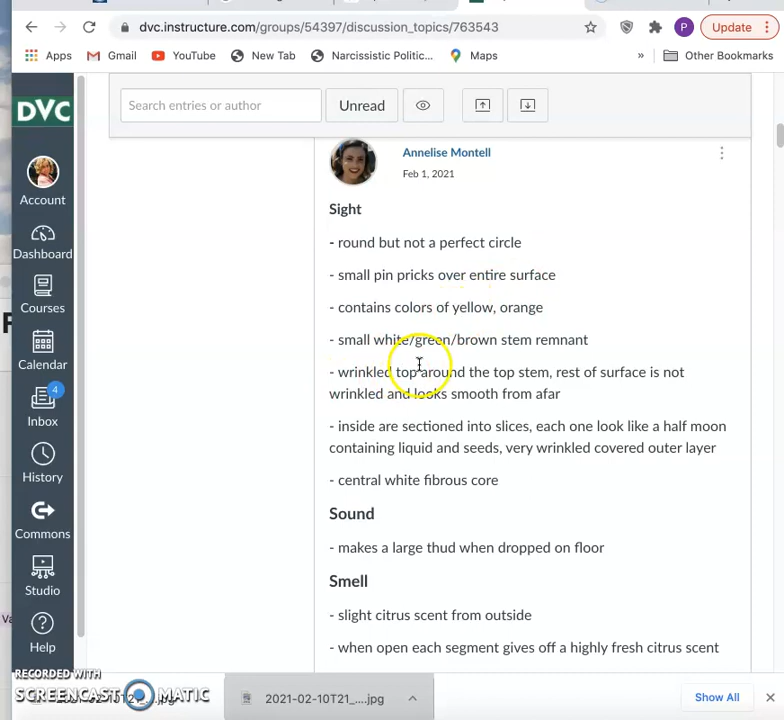 dvc.instructure.com/groups/54397/discussion_topics/763543
P
Update
Apps
Gmail
YouTube
New Tab
Narcissistic Politic...
Maps
»
Other Bookmarks
DVC
Search entries or author
Unread
Annelise Montell
Feb 1, 2021
Account
Sight
Dashboard
- round but not a perfect circle
- small pin pricks over entire surface
Courses
- contains colors of yellow, orange
- small white/green/brown stem remnant
Calendar
- wrinkled top around the top stem, rest of surface is not
wrinkled and looks smooth from afar
4
Inbox
- inside are sectioned into slices, each one look like a half moon
containing liquid and seeds, very wrinkled covered outer layer
History
- central white fibrous core
Sound
Commons
- makes a large thud when dropped on floor
Smell
Studio
- slight citrus scent from outside
Help
- when open each segment gives off a highly fresh citrus scent
RECORDED WITH
SCREENCAST MATIC
2021-02-10T21_....jpg
Show All